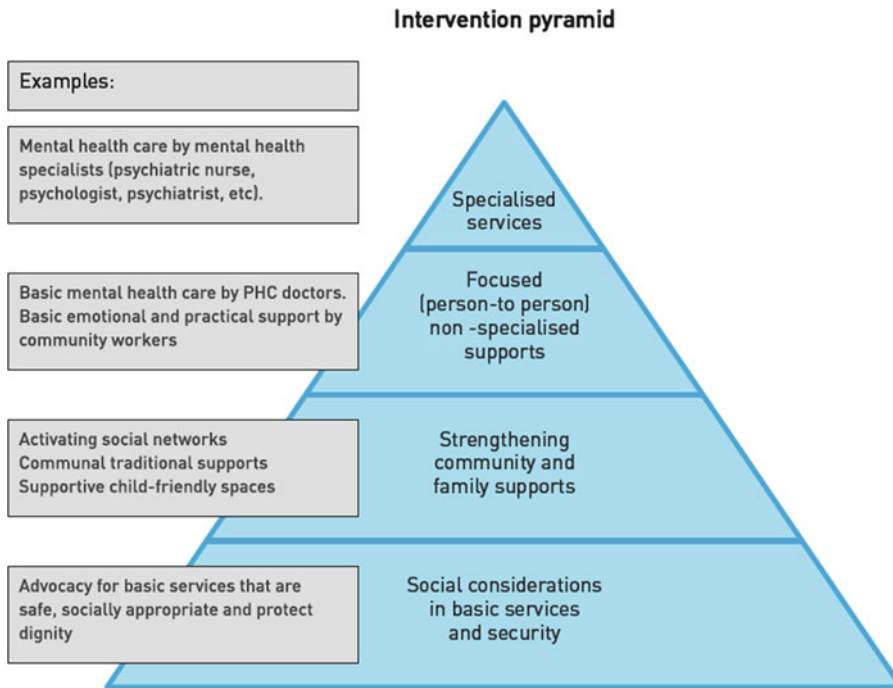 Intervention pyramid
Examples:
Mental health care by mental health
specialists (psychiatric nurse,
psychologist, psychiatrist, etc).
Specialised
services
Basic mental health care by PHC doctors.
Basic emotional and practical support by
community workers
Focused
(person-to person)
non -specialised
supports
Activating social networks
Communal traditional supports
Supportive child-friendly spaces
Strengthening
community and
family supports
Advocacy for basic services that are
safe, socially appropriate and protect
dignity
Social considerations
in basic services
and security